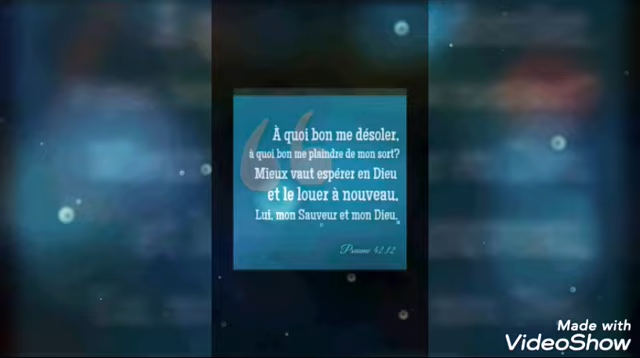 À quoi bon me désoler,
à quoi bon me plaindre de mon sort?
Mieux vaut espérer en Dieu
et le louer à nouveau,
Lui, mon Sauveur et mon Dieu.
Psaume 42,12
Made with
VideoShow